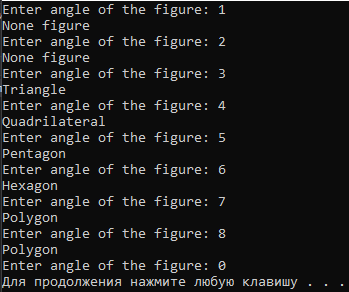 Enter angle of the figure: 1
None figure
Enter angle of the figure: 2
None figure
Enter angle of the figure: 3
Triangle
Enter angle of the figure: 4
Quadrilateral
Enter angle of the figure: 5
Pentagon
Enter angle of the figure: 6
Hexagon
Enter angle of the figure: 7
Polygon
Enter angle of the figure: 8
Polygon
Enter angle of the figure: 0
Для продолжения нажмите любую клавишу . . .